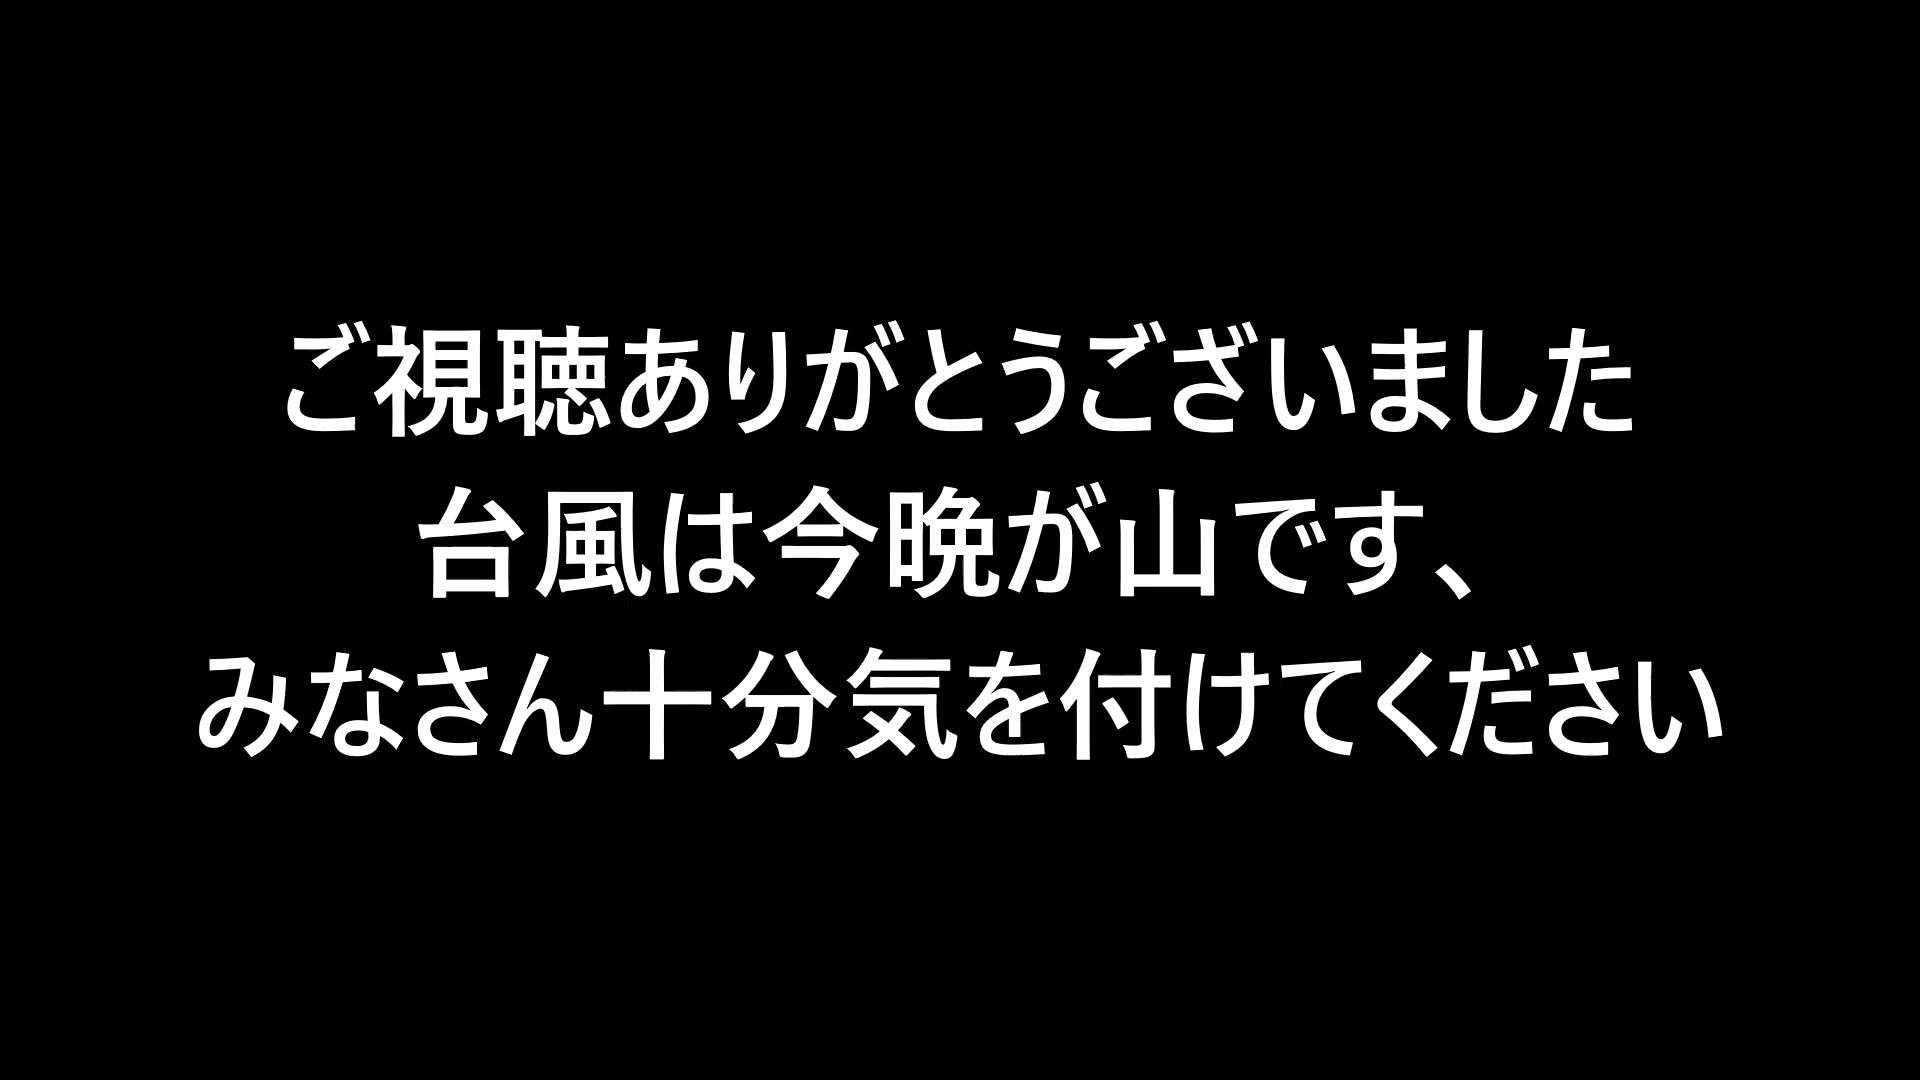 ご視聴ありがとうございました
台風は今晩が山です、
みなさん十分気を付けてください